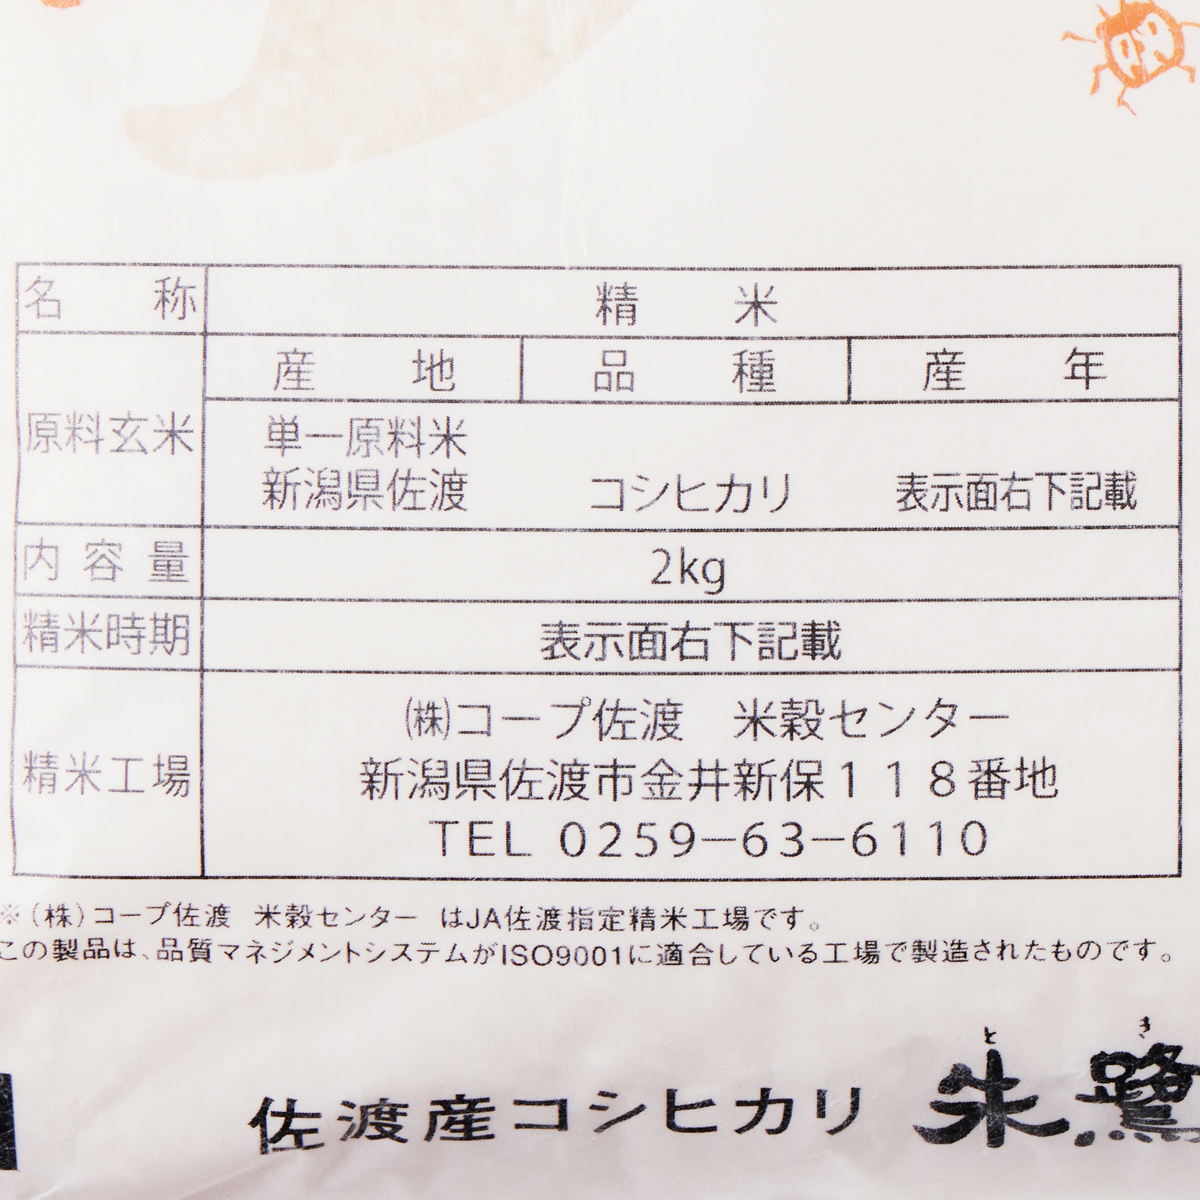 名称 精米
原料玄米 産地 品種 産年
単一原料米
新潟県佐渡 コシヒカリ 表示面右下記載
内容量 2kg
精米時期 表示面右下記載
精米工場 ㈱コープ佐渡 米穀センター
新潟県佐渡市金井新保118番地
TEL 0259−63−6110
※(株)コープ佐渡 米穀センター はJA佐渡指定精米工場です。
この製品は、品質マネジメントシステムがISO9001に適合している工場で製造されたものです。
とき
佐渡産コシヒカリ 朱鷺